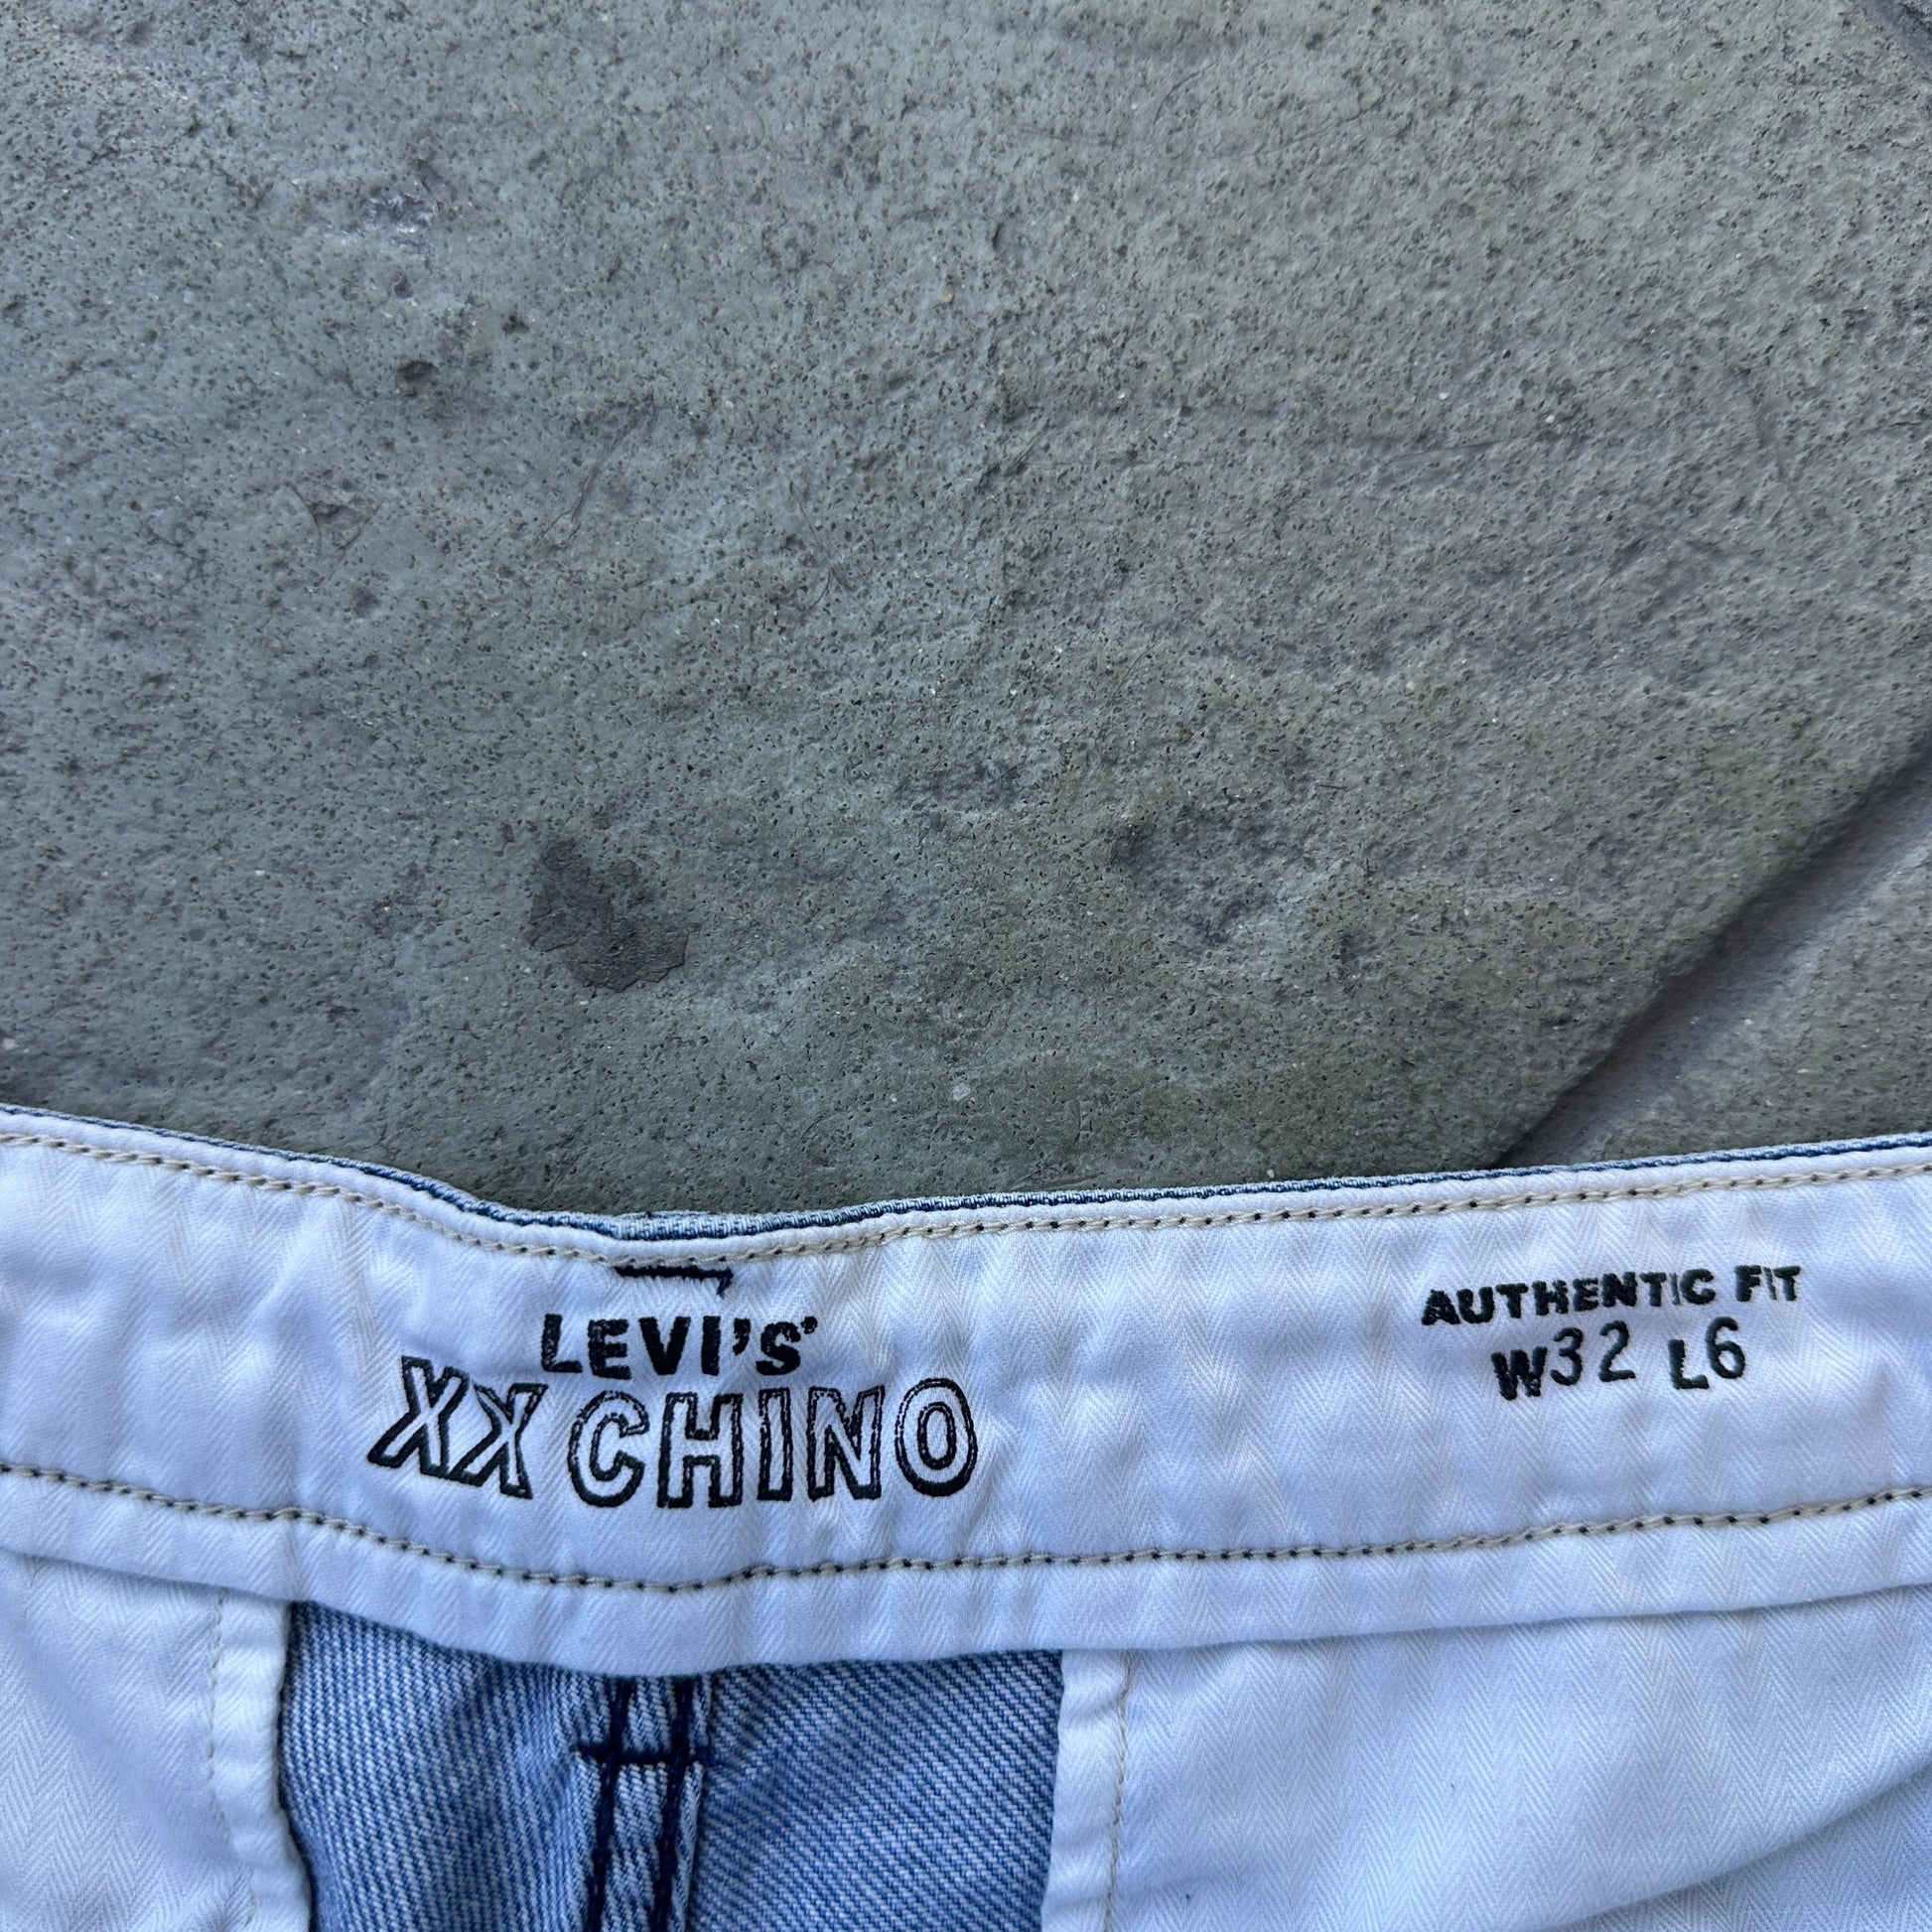 LEVI'S
XX CHINO
AUTHENTIC FIT
W32 L6